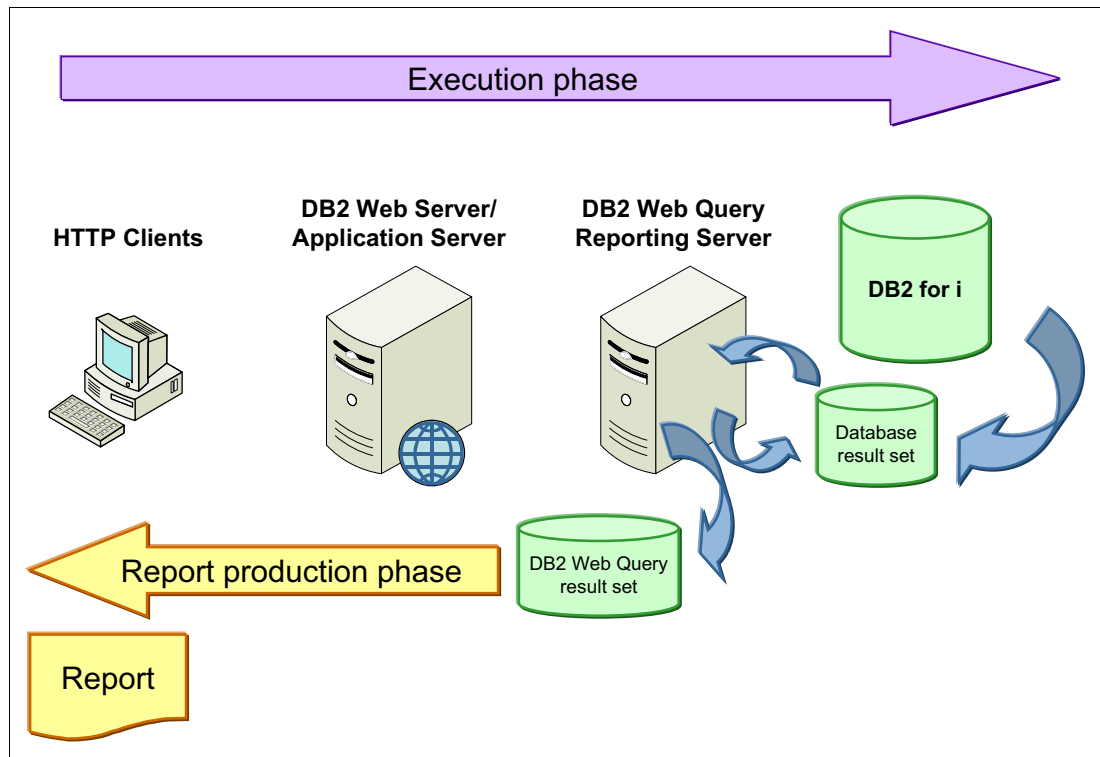 Execution phase
HTTP Clients
DB2 Web Server/
Application Server
DB2 Web Query
Reporting Server
DB2 for i
Database
result set
Report production phase
DB2 Web Query
result set
Report